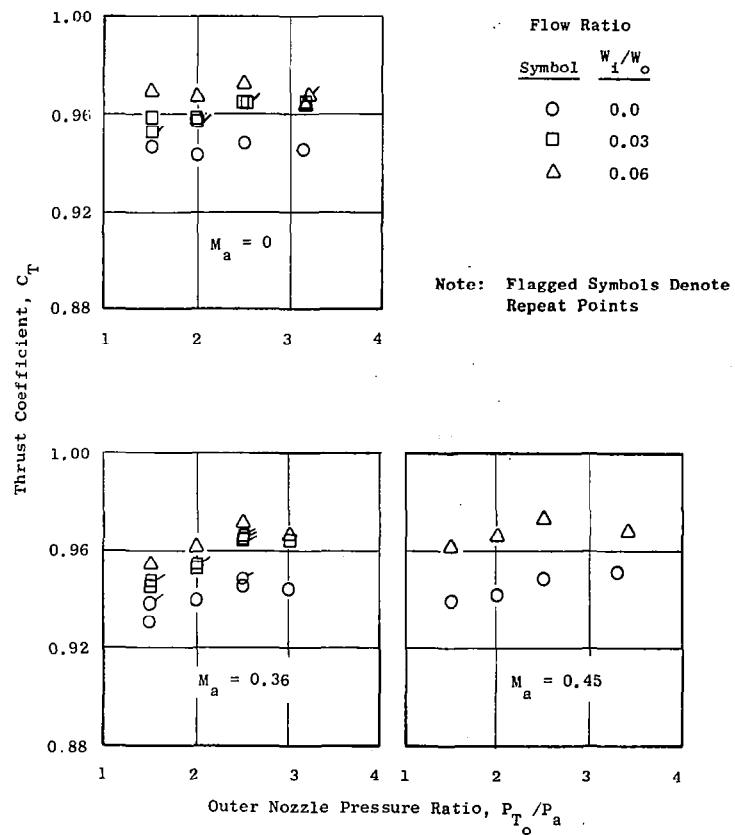 Flow Ratio
Symbol W_i/W_o
0.0
0.03
0.06
Note: Flagged Symbols Denote
Repeat Points
1.00
0.96
0.92
0.88
M_a = 0
1 2 3 4
Thrust Coefficient, C_T
1.00
0.96
0.92
0.88
M_a = 0.36
M_a = 0.45
1 2 3 4 1 2 3 4
Outer Nozzle Pressure Ratio, P_T_o/P_a